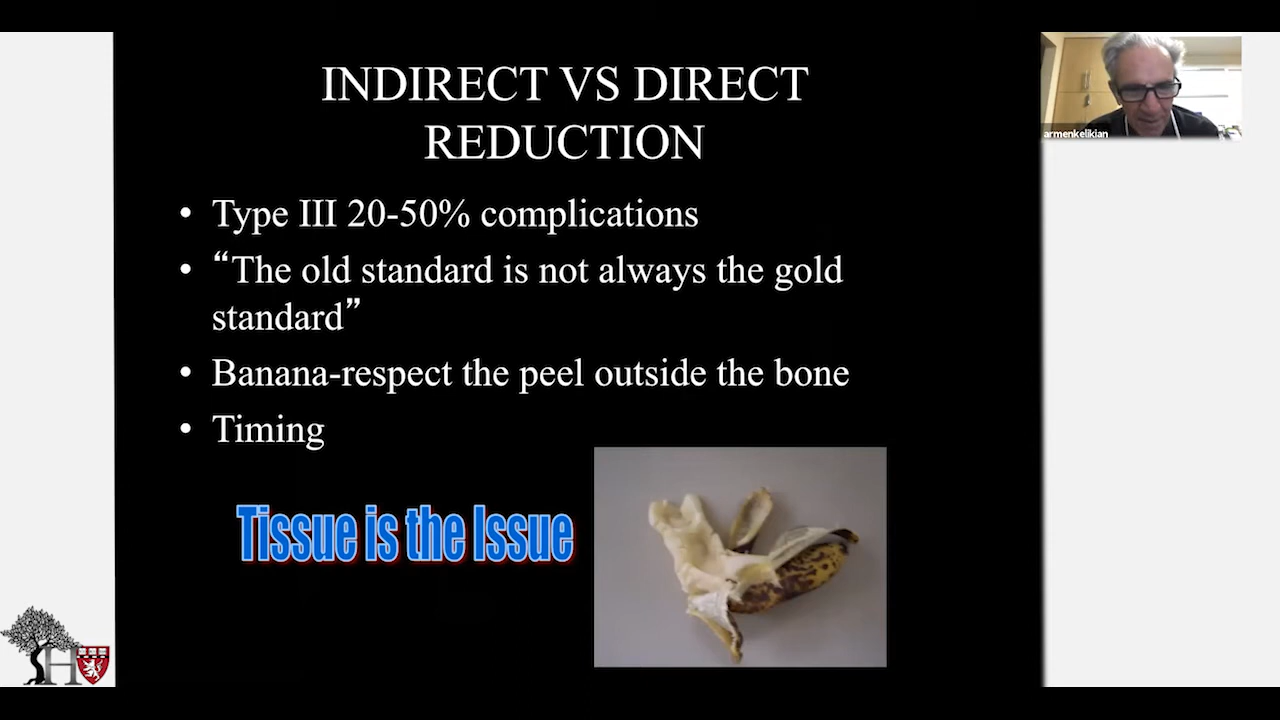 INDIRECT VS DIRECT
REDUCTION
armenkelikian
• Type III 20-50% complications
• “The old standard is not always the gold
standard”
• Banana-respect the peel outside the bone
• Timing
Tissue is the Issue
H